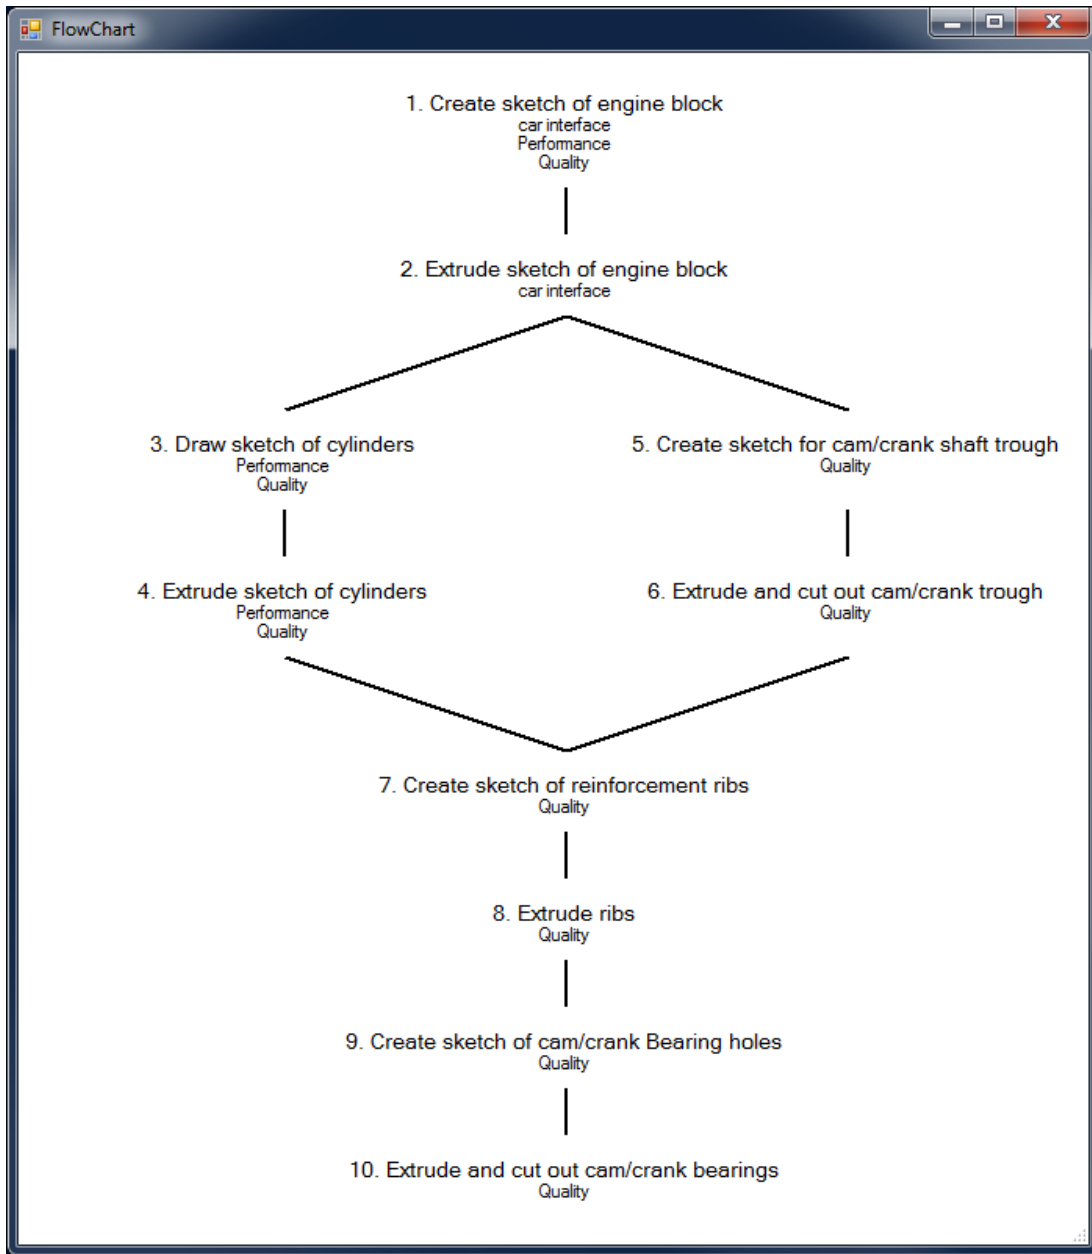 FlowChart
1. Create sketch of engine block
car interface
Performance
Quality
2. Extrude sketch of engine block
car interface
3. Draw sketch of cylinders
Performance
Quality
5. Create sketch for cam/crank shaft trough
Quality
4. Extrude sketch of cylinders
Performance
Quality
6. Extrude and cut out cam/crank trough
Quality
7. Create sketch of reinforcement ribs
Quality
8. Extrude ribs
Quality
9. Create sketch of cam/crank Bearing holes
Quality
10. Extrude and cut out cam/crank bearings
Quality